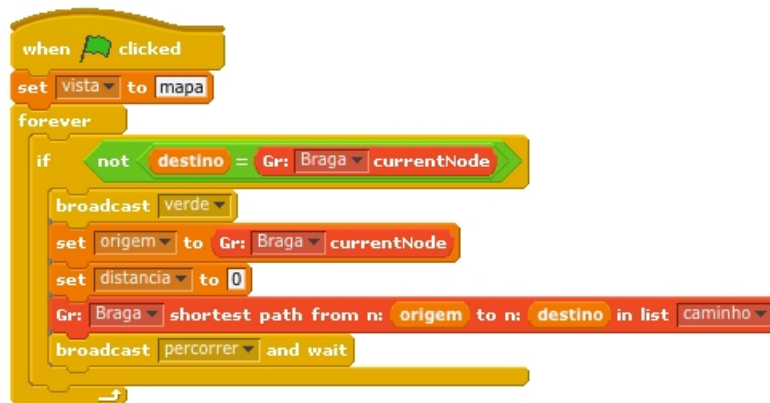 when clicked
set vista to mapa
forever
if not destino = Gr: Braga currentNode
broadcast verde
set origem to Gr: Braga currentNode
set distancia to 0
Gr: Braga shortest path from n: origem to n: destino in list caminho
broadcast percorrer and wait